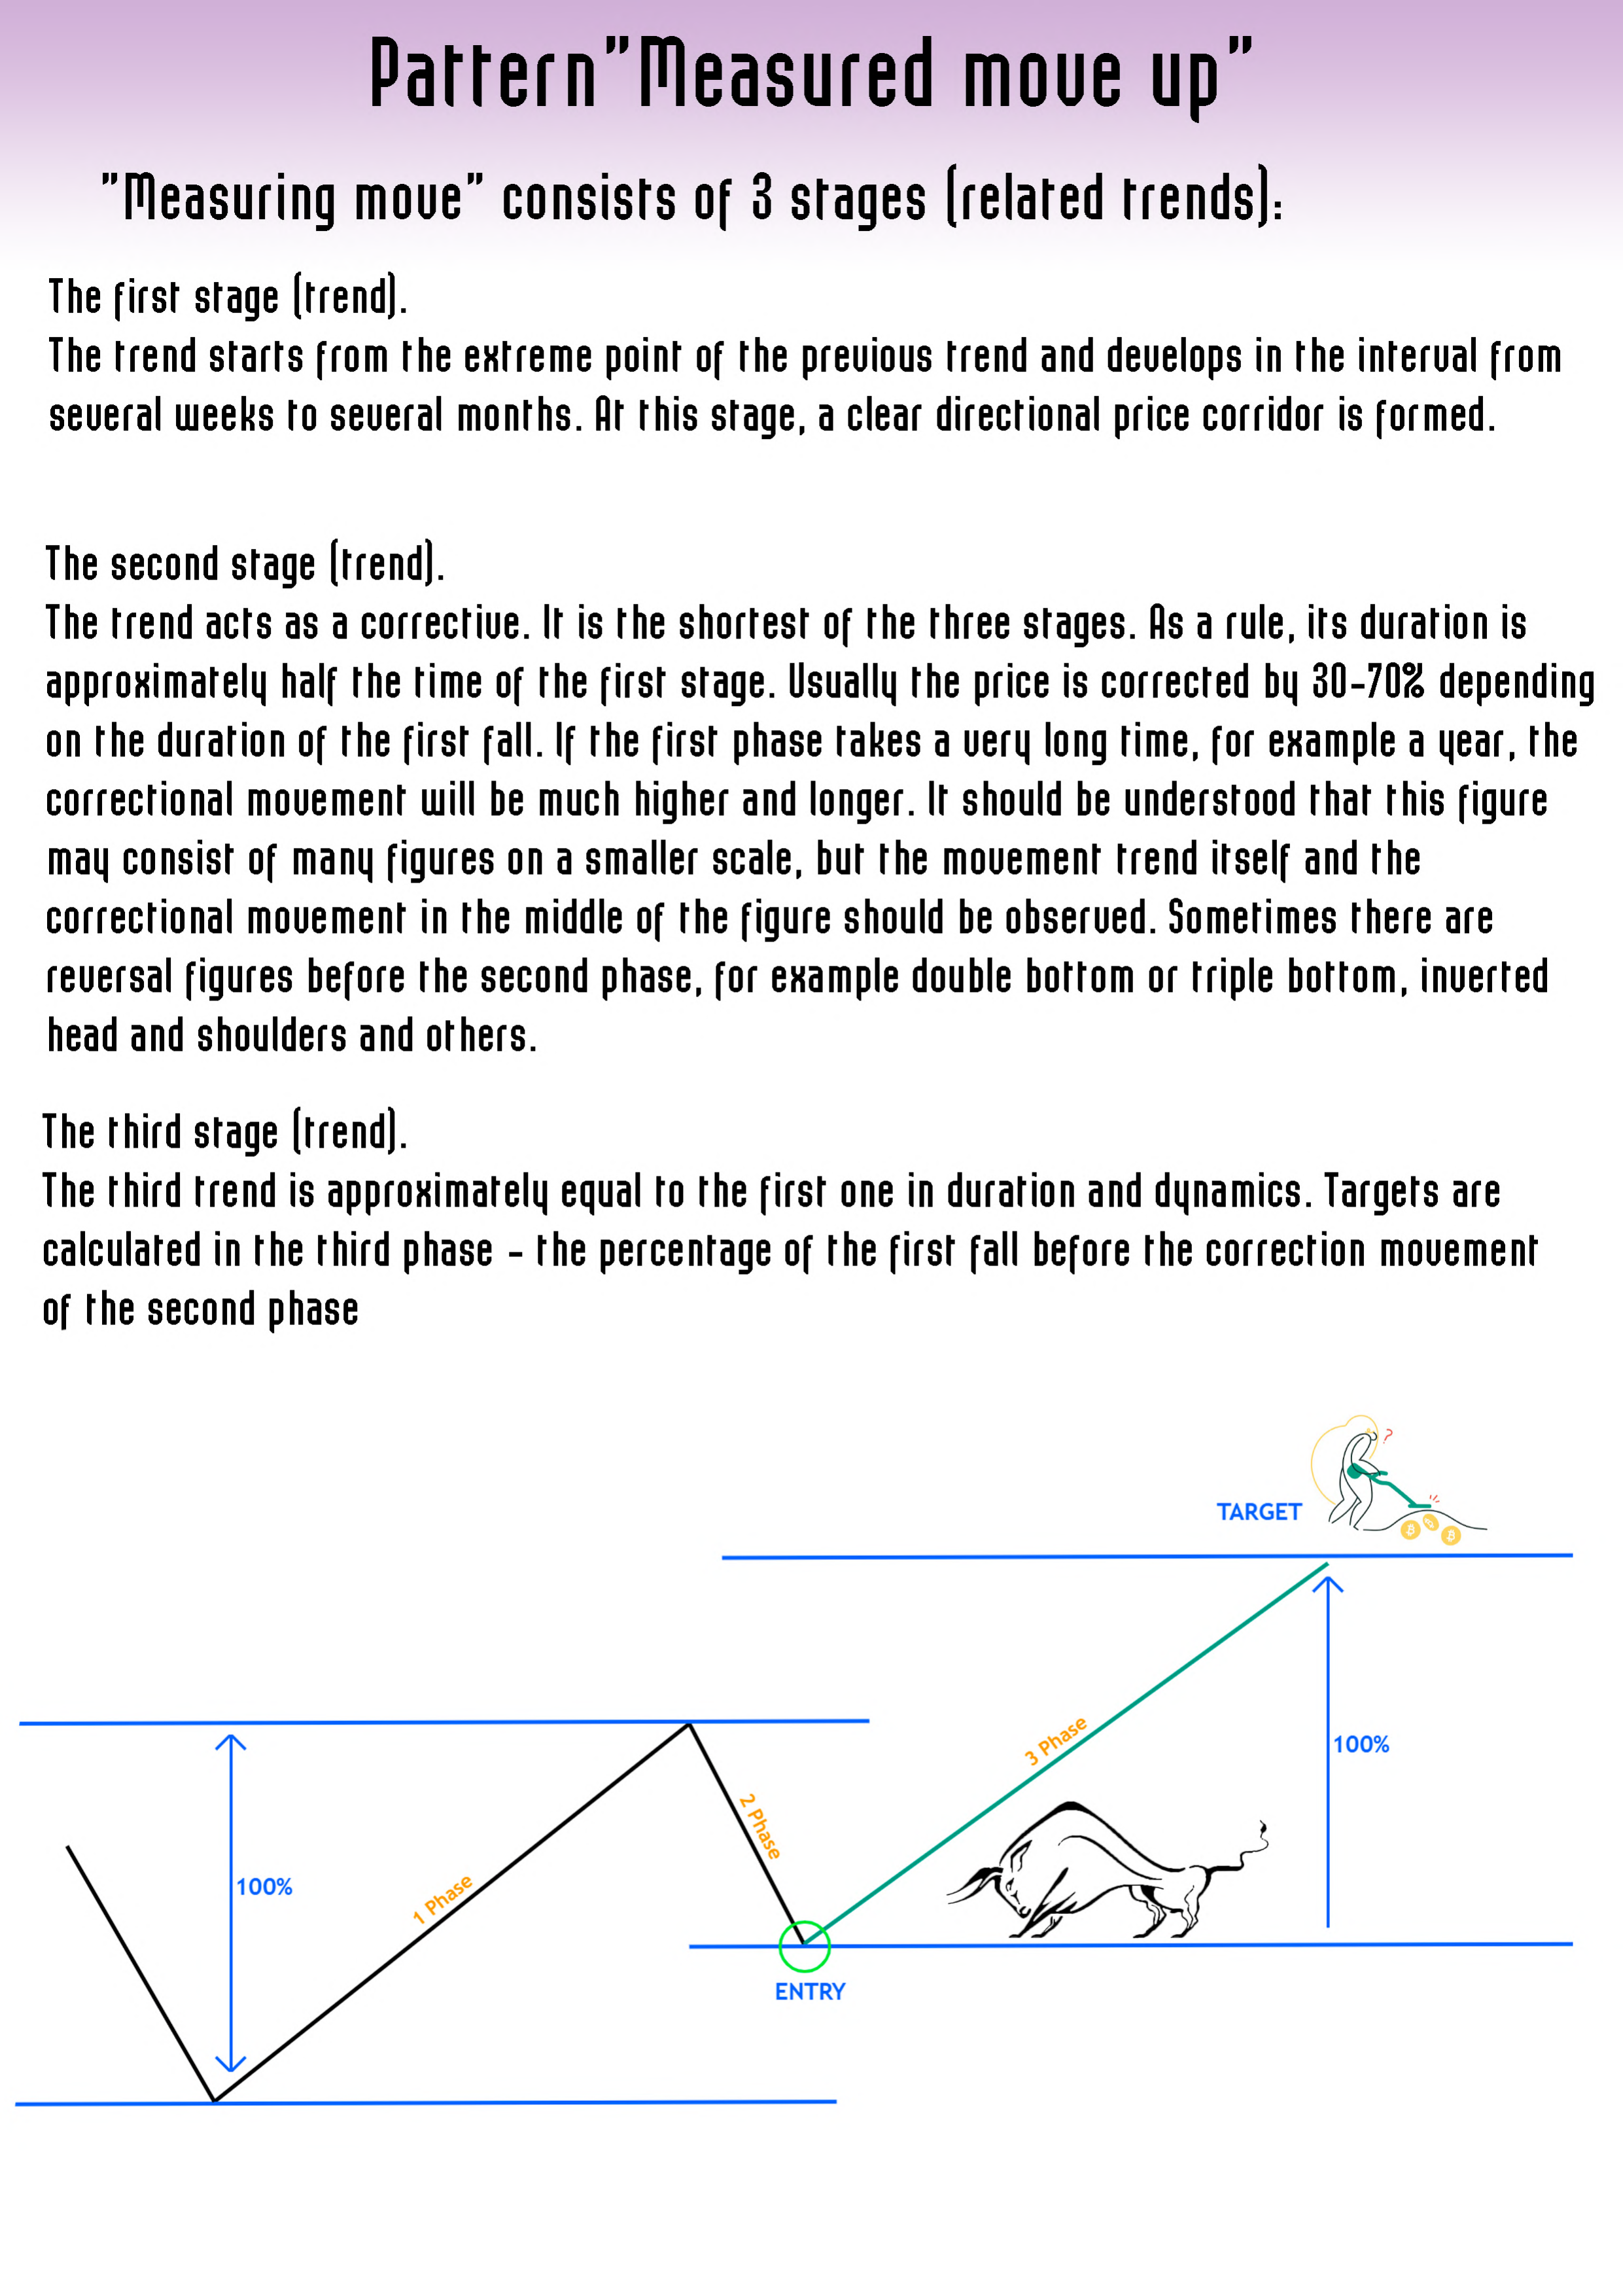 Pattern"Measured move up"
"Measuring move" consists of 3 stages (related trends):
The first stage (trend).
The trend starts from the extreme point of the previous trend and develops in the interval from
several weeks to several months. At this stage, a clear directional price corridor is formed.
The second stage (trend).
The trend acts as a corrective. It is the shortest of the three stages. As a rule, its duration is
approximately half the time of the first stage. Usually the price is corrected by 30-70% depending
on the duration of the first fall. If the first phase takes a very long time, for example a year, the
correctional movement will be much higher and longer. It should be understood that this figure
may consist of many figures on a smaller scale, but the movement trend itself and the
correctional movement in the middle of the figure should be observed. Sometimes there are
reversal figures before the second phase, for example double bottom or triple bottom, inverted
head and shoulders and others.
The third stage (trend).
The third trend is approximately equal to the first one in duration and dynamics. Targets are
calculated in the third phase - the percentage of the first fall before the correction movement
of the second phase
?
TARGET
3 Phase
100%
2 Phase
100%
1 Phase
ENTRY